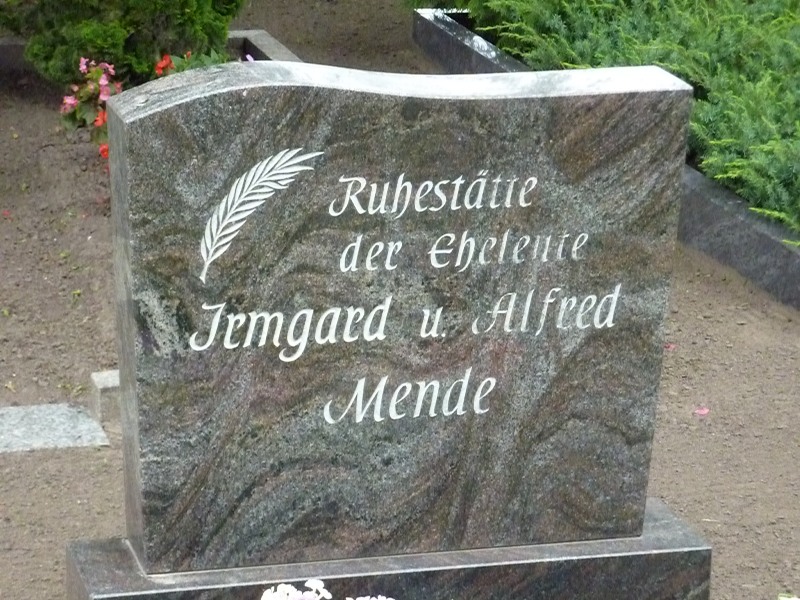 Ruhestätte
der Eheleute
Irmgard u. Alfred
Mende